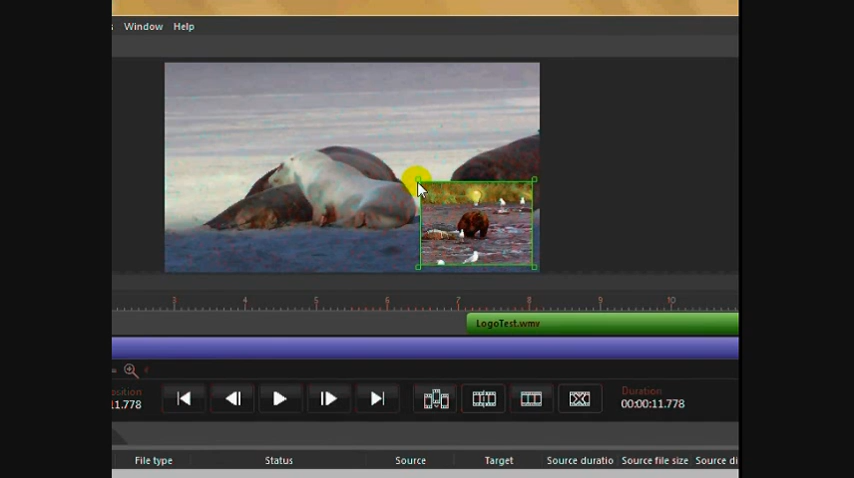 Window Help
3 4 5 6 7 8 9 10
LogoTest.wmv
Duration
11.778
00:00:11.778
File type Status Source Target Source duratio Source file size Source di